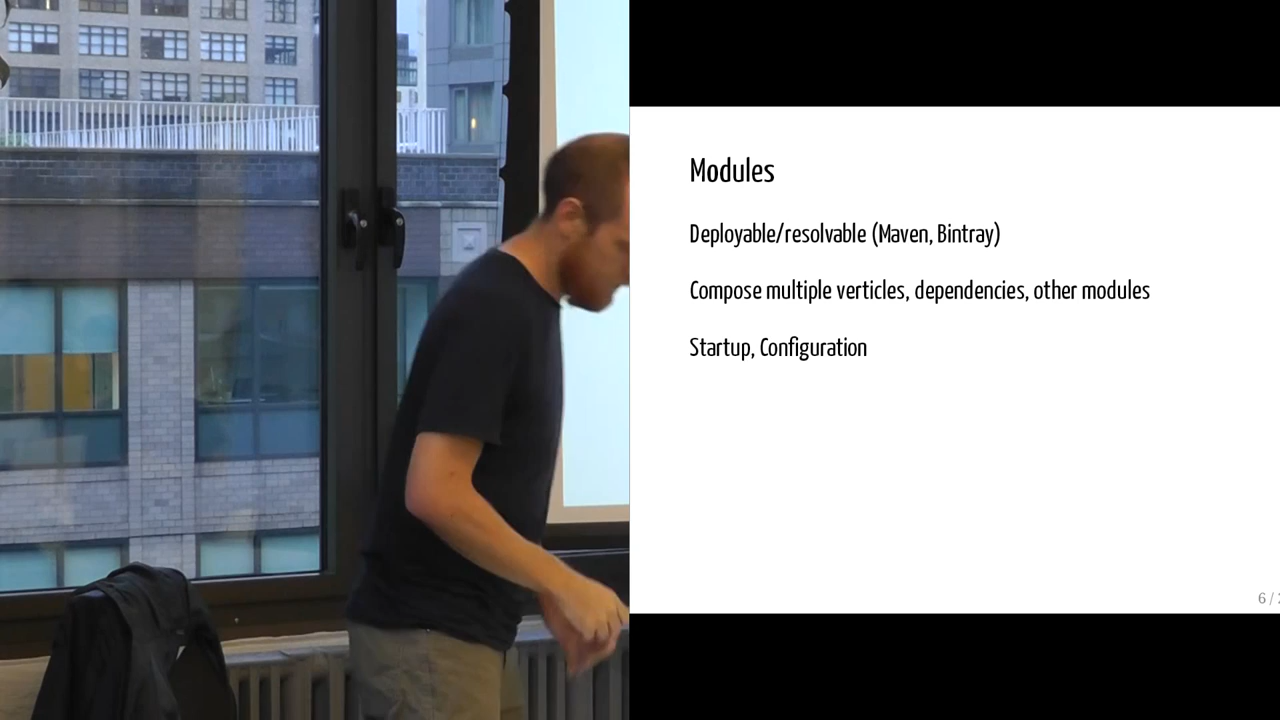 Modules
Deployable/resolvable (Maven, Bintray)
Compose multiple verticles, dependencies, other modules
Startup, Configuration
6 /